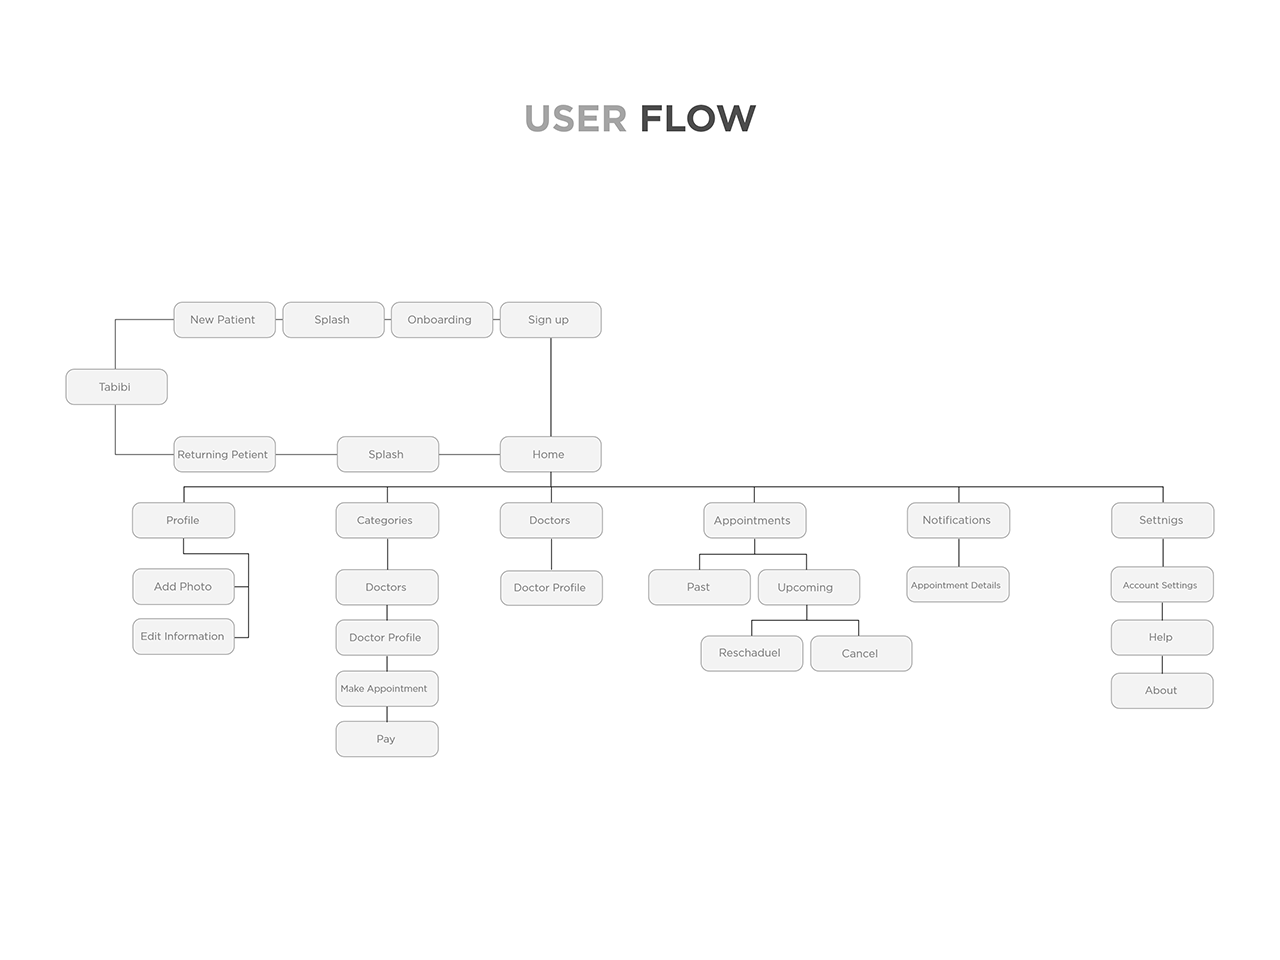 USER FLOW
New Patient
Splash
Onboarding
Sign up
Tabibi
Returning Petient
Splash
Home
Profile
Categories
Doctors
Appointments
Notifications
Settnigs
Add Photo
Edit Information
Doctors
Doctor Profile
Make Appointment
Pay
Doctor Profile
Past
Upcoming
Reschaduel
Cancel
Appointment Details
Account Settings
Help
About